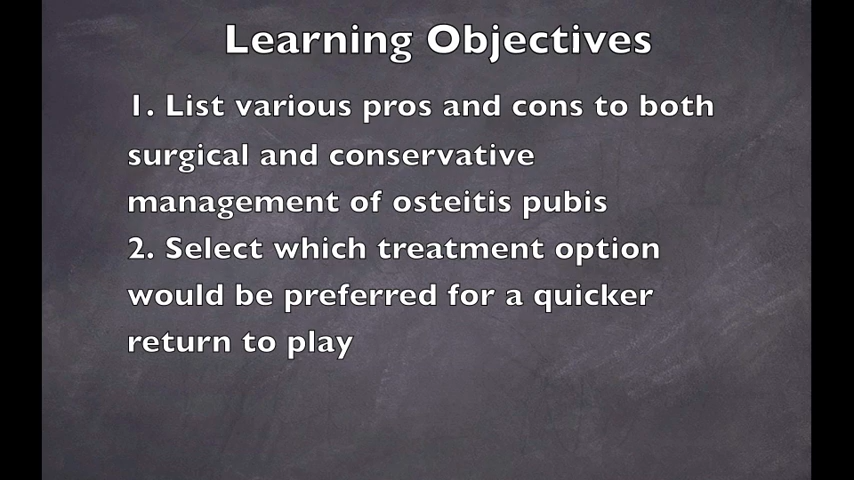 Learning Objectives
1. List various pros and cons to both
surgical and conservative
management of osteitis pubis
2. Select which treatment option
would be preferred for a quicker
return to play